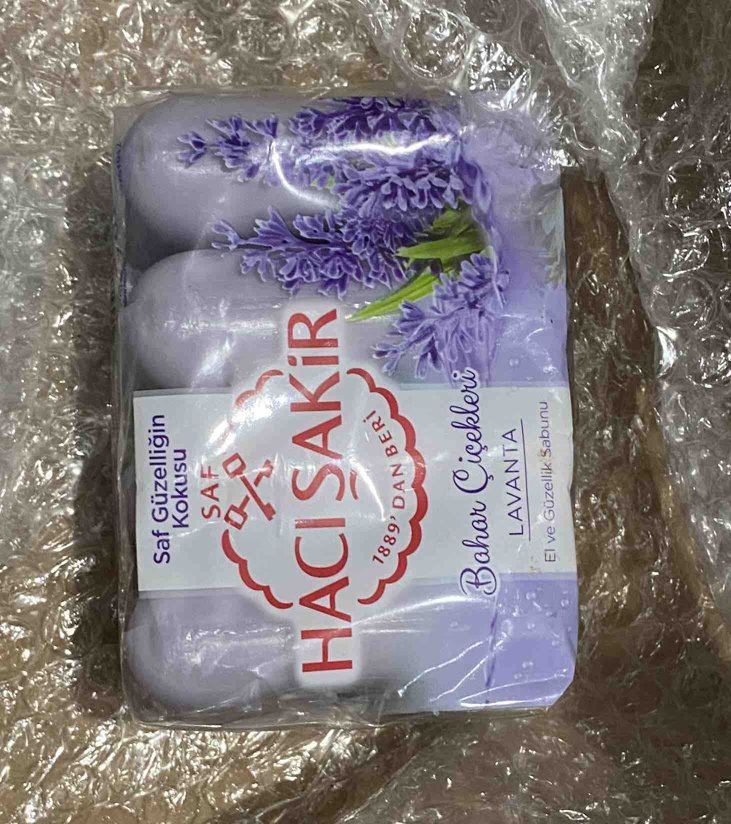 Saf Güzelliğin
Kokusu
SAF
HACI ŞAKİR
1889' DAN BERİ
Bahar Çiçekleri
LAVANTA
El ve Güzellik Sabunu